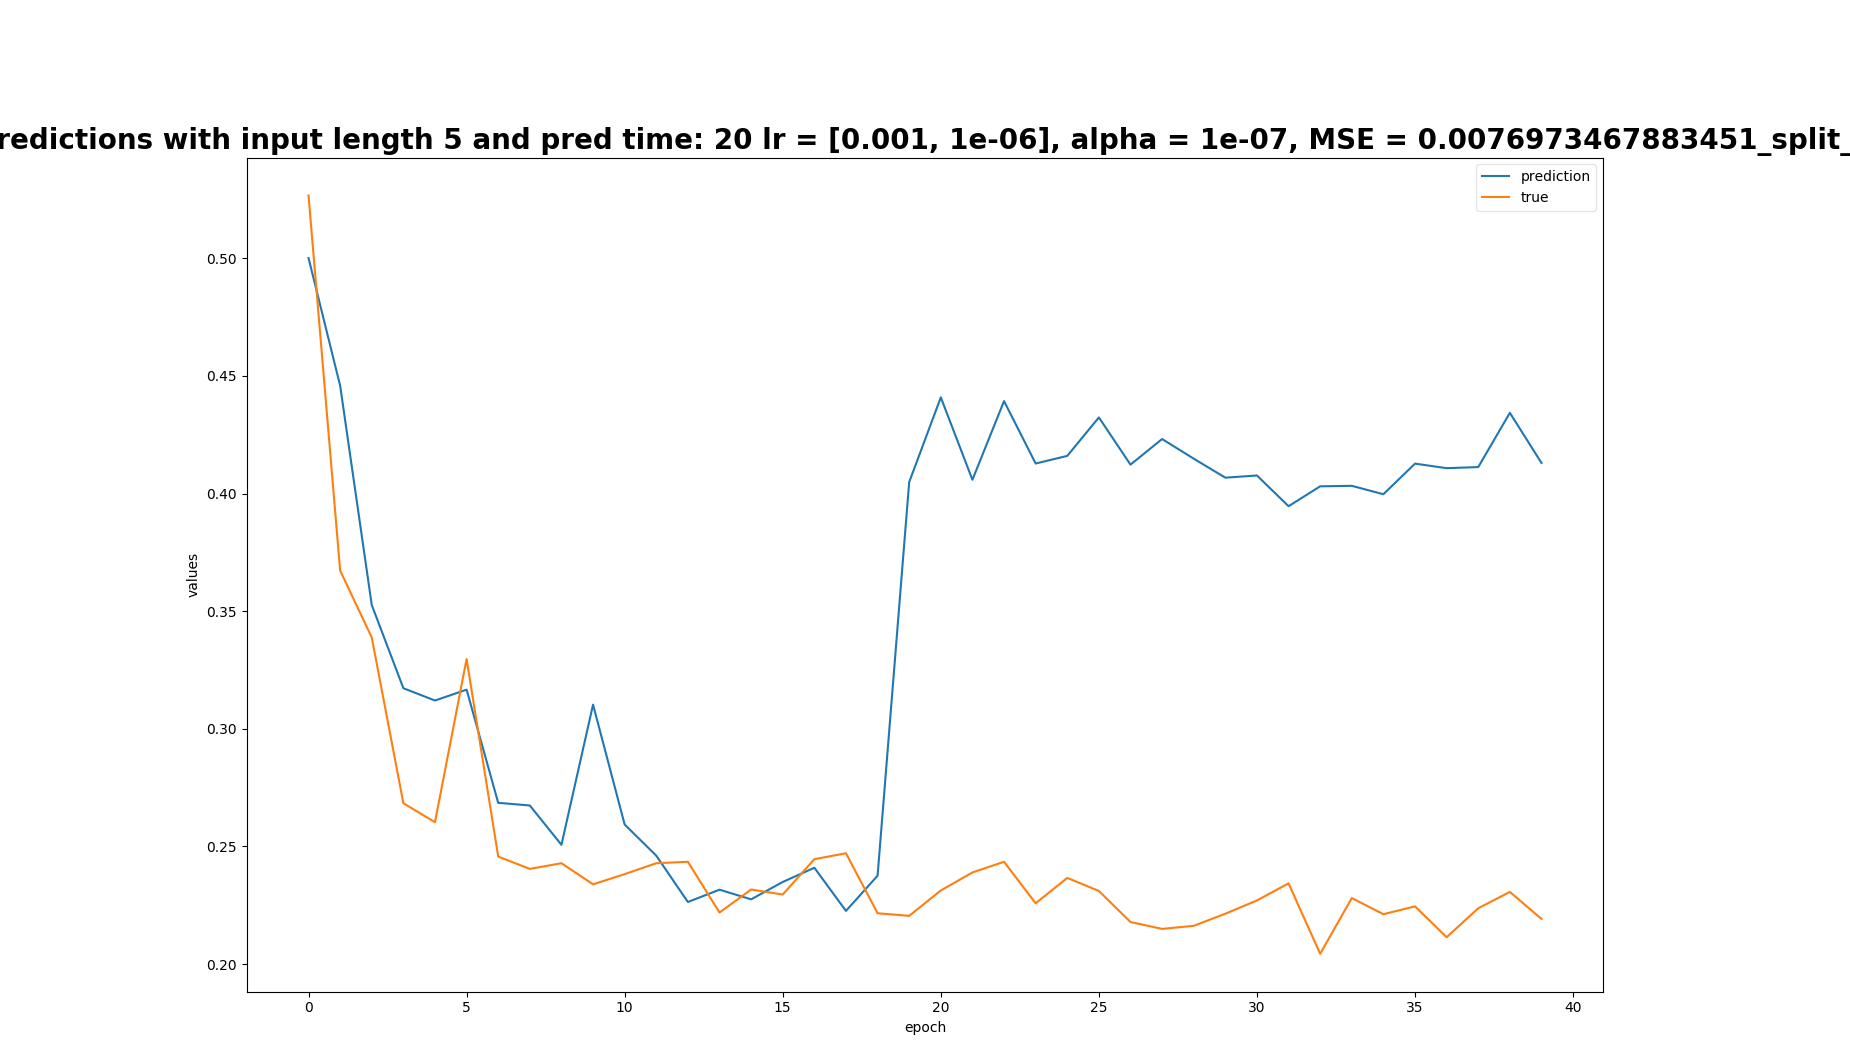 redictions with input length 5 and pred time: 20 lr = [0.001, 1e-06], alpha = 1e-07, MSE = 0.0076973467883451_split_
prediction
true
0.50
0.45
0.40
0.35
0.30
0.25
0.20
values
0 5 10 15 20 25 30 35 40
epoch